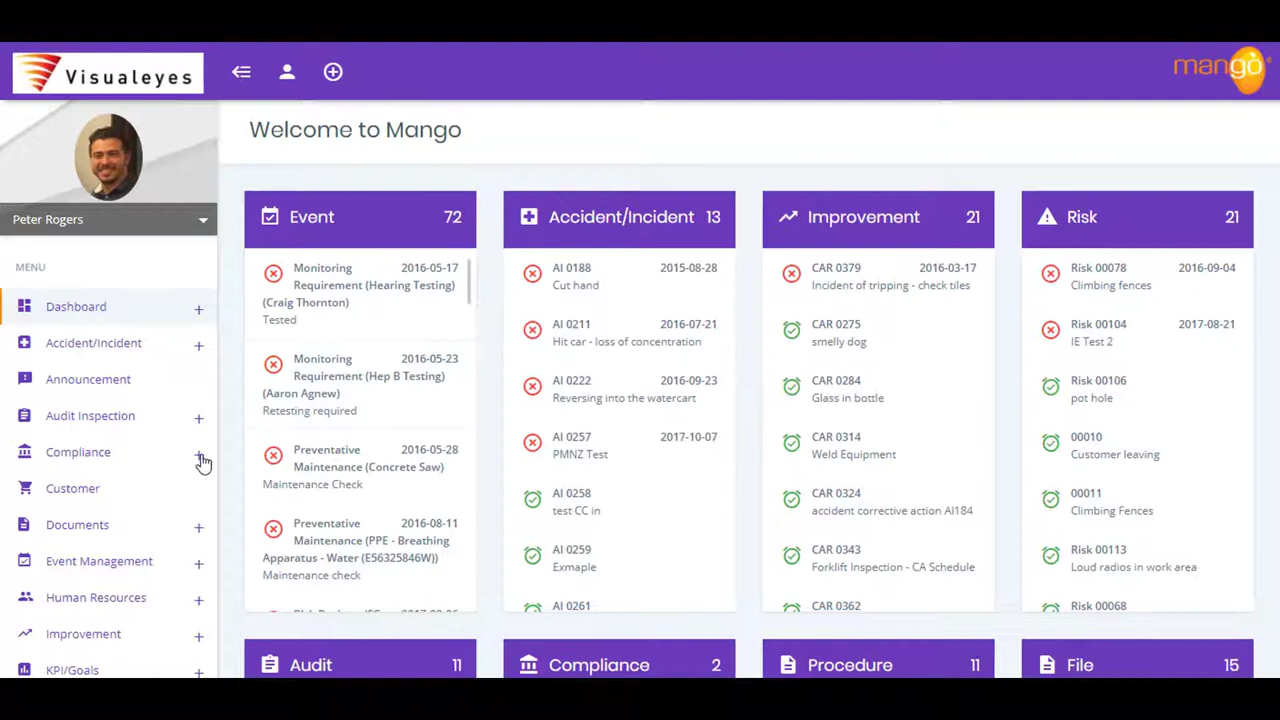 Visualeyes
mango
Welcome to Mango
Peter Rogers
MENU
Dashboard
Accident/Incident
Announcement
Audit Inspection
Compliance
Customer
Documents
Event Management
Human Resources
Improvement
KPI/Goals
Event 72
Monitoring 2016-05-17
Requirement (Hearing Testing)
(Craig Thornton)
Tested
Monitoring 2016-05-23
Requirement (Hep B Testing)
(Aaron Agnew)
Retesting required
Preventative 2016-05-28
Maintenance (Concrete Saw)
Maintenance Check
Preventative 2016-08-11
Maintenance (PPE - Breathing
Apparatus - Water (E56325846W))
Maintenance check
Accident/Incident 13
AI 0188 2015-08-28
Cut hand
AI 0211 2016-07-21
Hit car - loss of concentration
AI 0222 2016-09-23
Reversing into the watercart
AI 0257 2017-10-07
PMNZ Test
AI 0258
test CC in
AI 0259
Exmaple
AI 0261
Improvement 21
CAR 0379 2016-03-17
Incident of tripping - check tiles
CAR 0275
smelly dog
CAR 0284
Glass in bottle
CAR 0314
Weld Equipment
CAR 0324
accident corrective action AI184
CAR 0343
Forklift Inspection - CA Schedule
CAR 0362
Risk 21
Risk 00078 2016-09-04
Climbing fences
Risk 00104 2017-08-21
IE Test 2
Risk 00106
pot hole
00010
Customer leaving
00011
Climbing Fences
Risk 00113
Loud radios in work area
Risk 00068
Audit 11
Compliance 2
Procedure 11
File 15